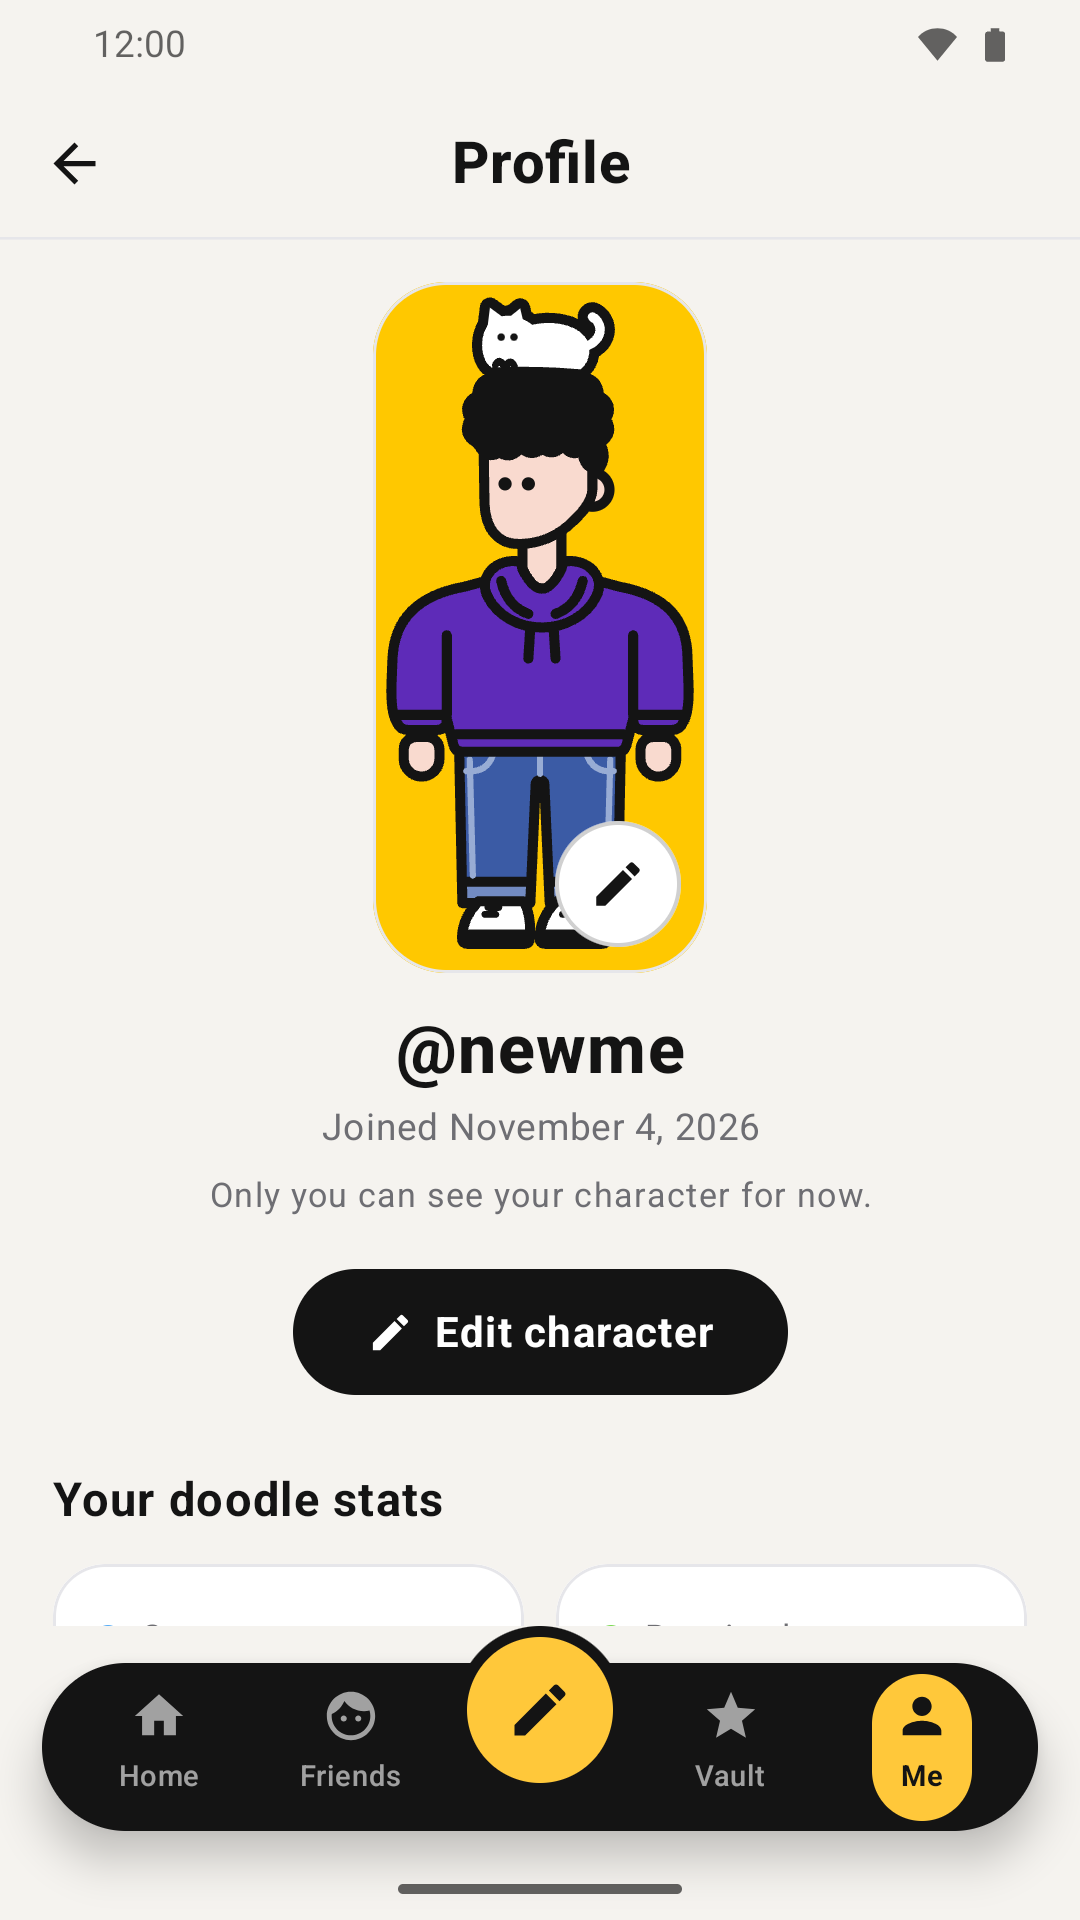 12:00
Profile
@newme
Joined November 4, 2026
Only you can see your character for now.
Edit character
Your doodle stats
Home
Friends
Vault
Me